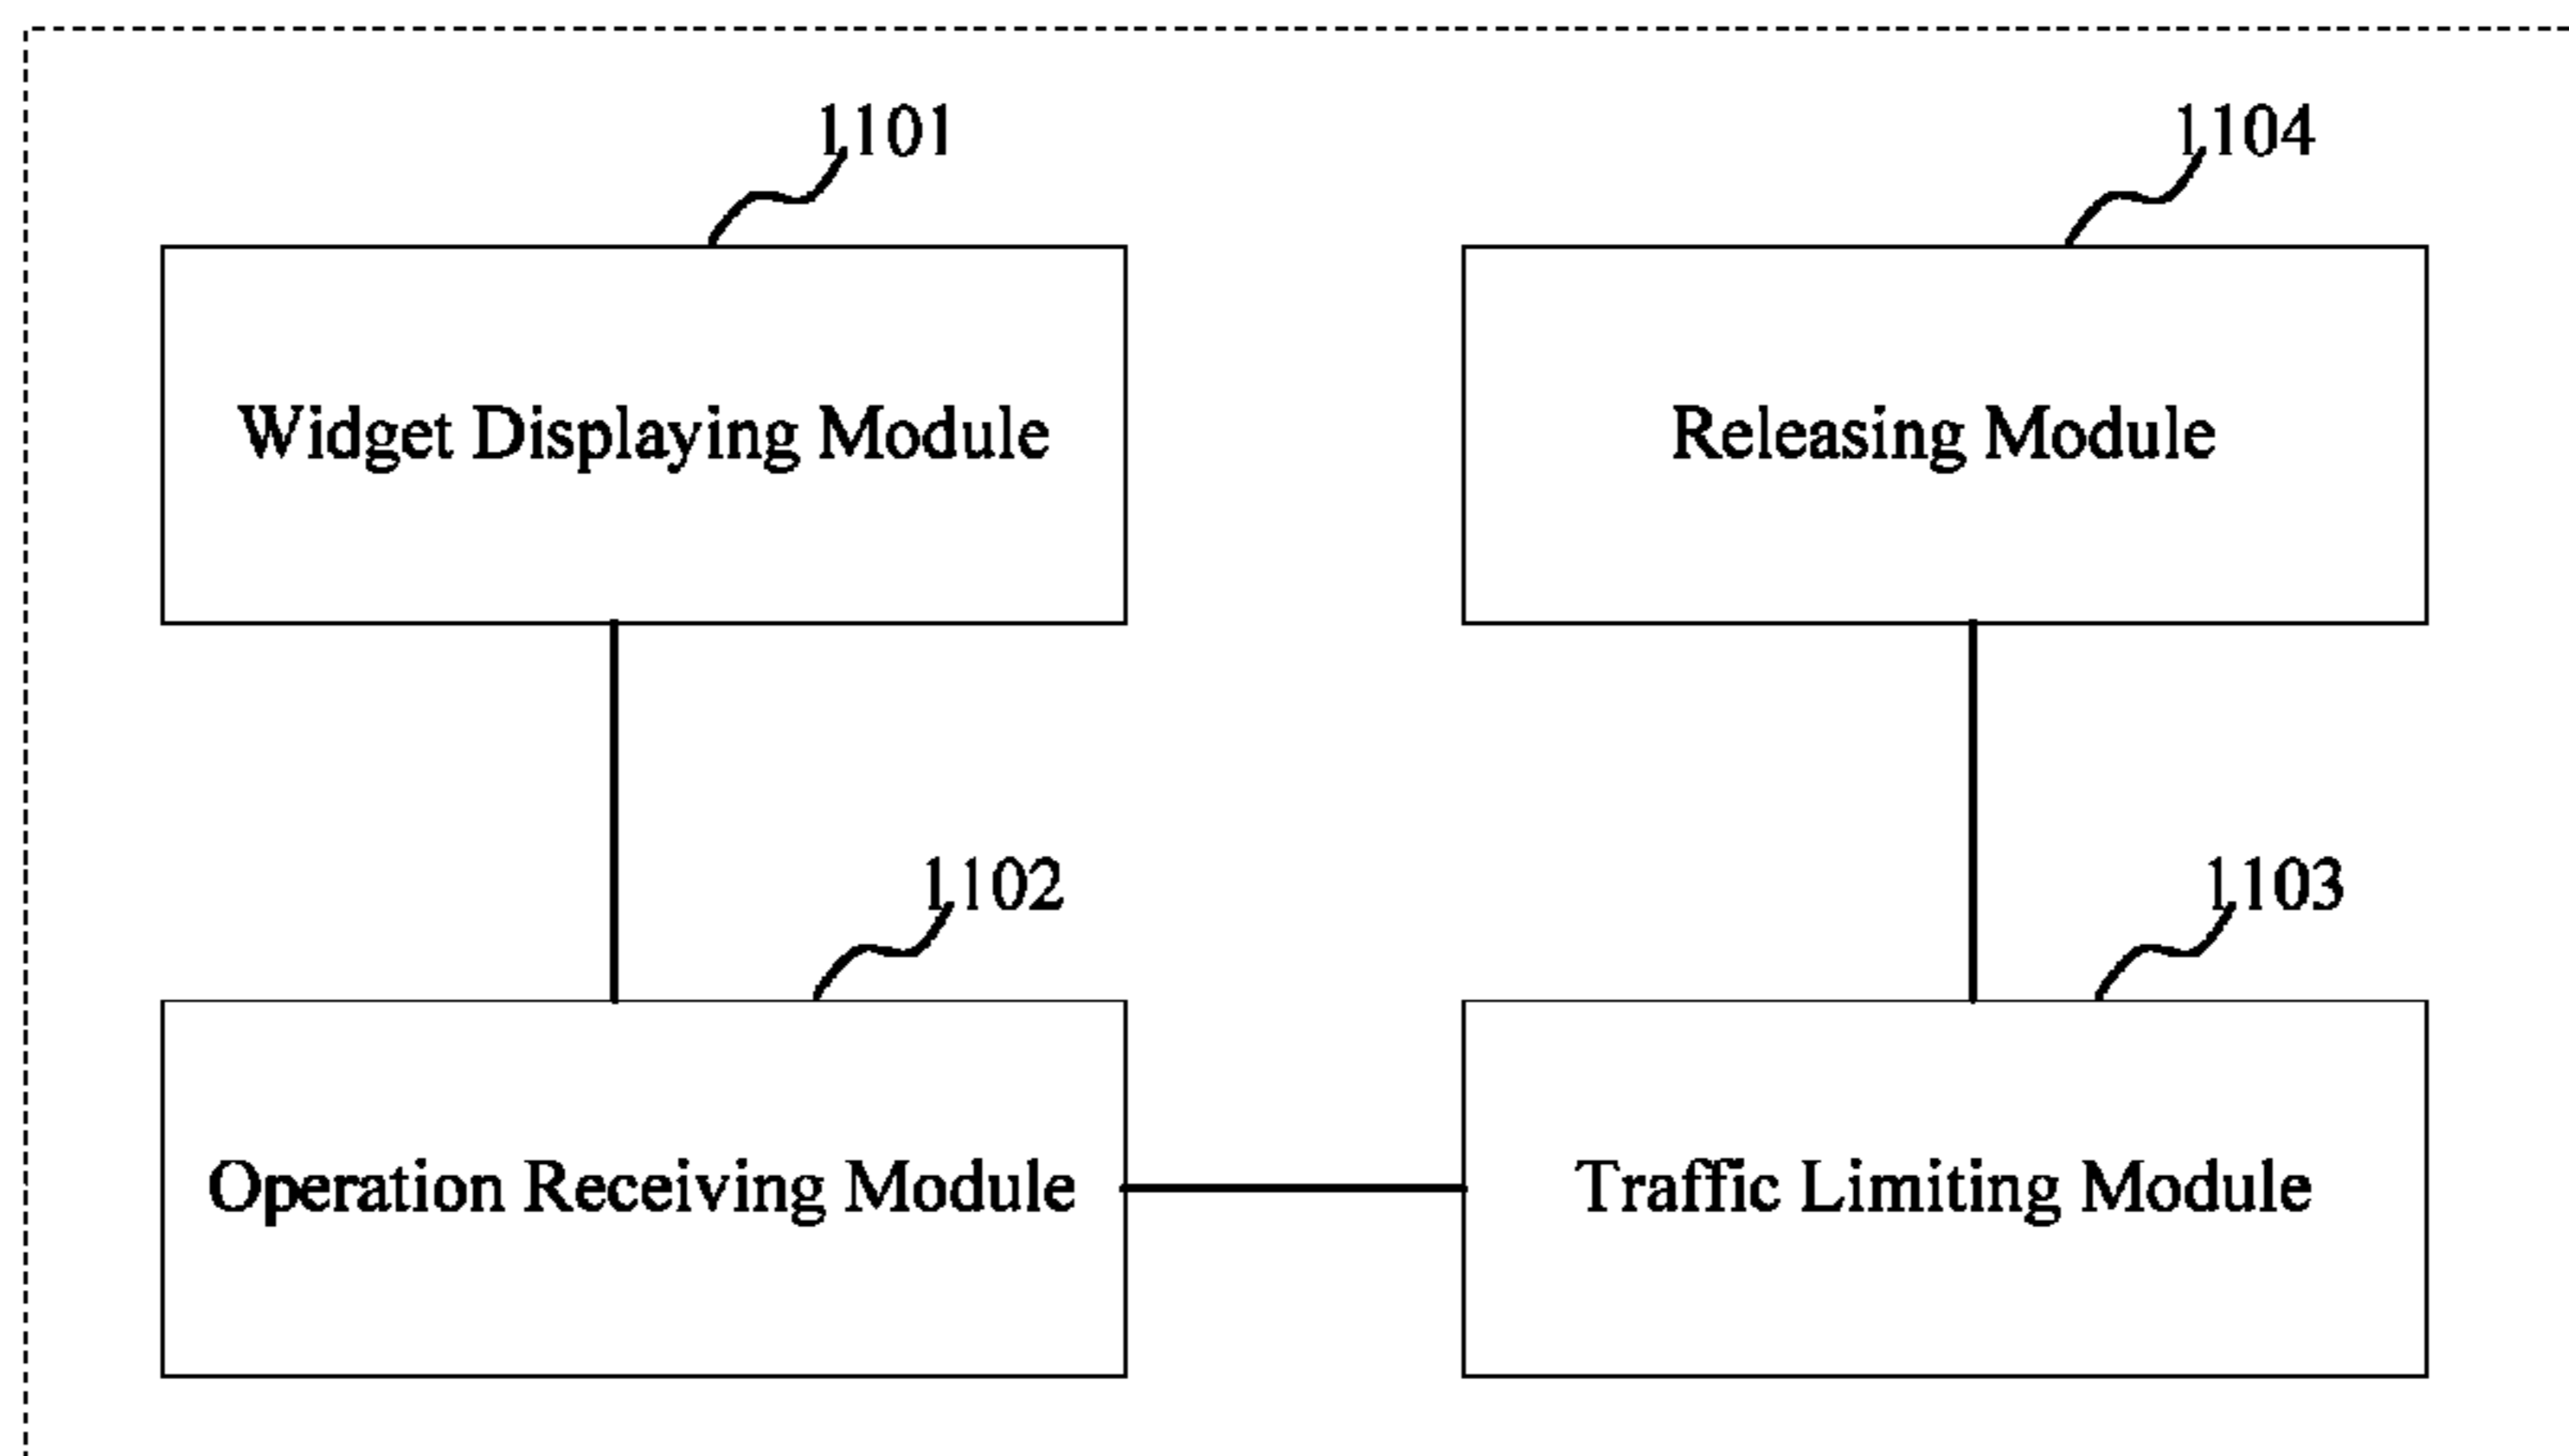 1101
1104
Widget Displaying Module
Releasing Module
1102
1103
Operation Receiving Module
Traffic Limiting Module